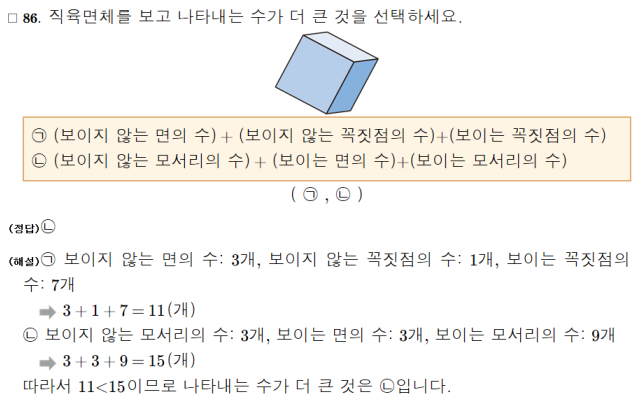 □ 86. 직육면체를 보고 나타내는 수가 더 큰 것을 선택하세요.
㉠ (보이지 않는 면의 수) + (보이지 않는 꼭짓점의 수)+(보이는 꼭짓점의 수)
㉡ (보이지 않는 모서리의 수) + (보이는 면의 수)+(보이는 모서리의 수)
( ㉠ , ㉡ )
(정답)㉡
(해설)㉠ 보이지 않는 면의 수: 3개, 보이지 않는 꼭짓점의 수: 1개, 보이는 꼭짓점의
수: 7개
➡ 3 + 1 + 7 = 11(개)
㉡ 보이지 않는 모서리의 수: 3개, 보이는 면의 수: 3개, 보이는 모서리의 수: 9개
➡ 3 + 3 + 9 = 15(개)
따라서 11<15이므로 나타내는 수가 더 큰 것은 ㉡입니다.